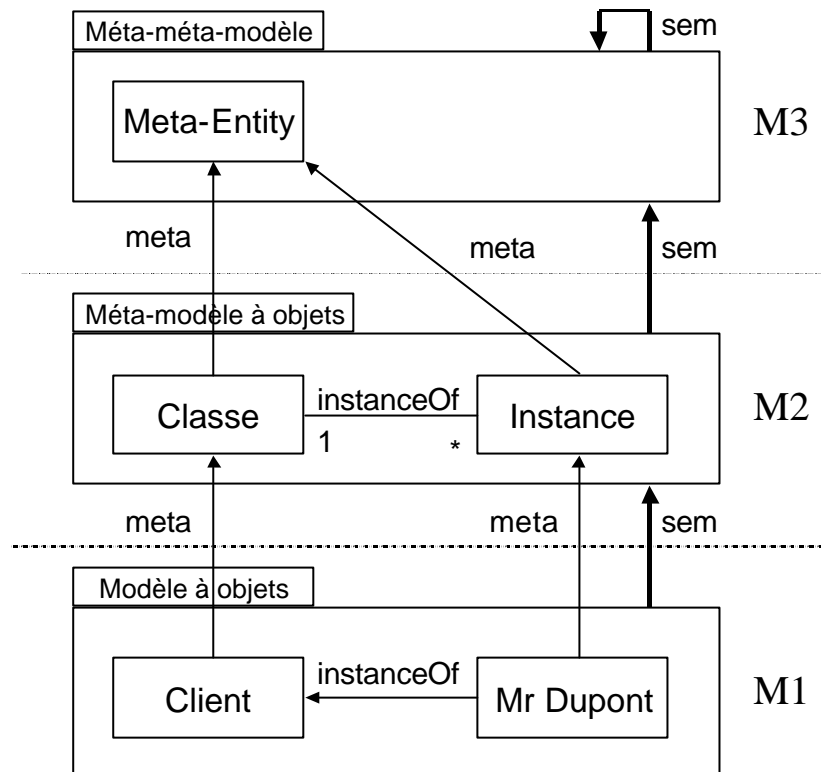 Méta-méta-modèle
sem
Meta-Entity
M3
meta
meta
sem
Méta-modèle à objets
Classe
instanceOf
Instance
M2
1
*
meta
meta
sem
Modèle à objets
Client
instanceOf
Mr Dupont
M1